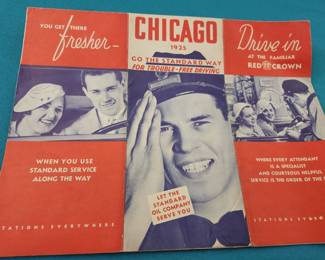 YOU GET THERE
fresher-
WHEN YOU USE
STANDARD SERVICE
ALONG THE WAY
STATIONS EVERYWHERE
CHICAGO
1935
GO THE STANDARD WAY
FOR TROUBLE-FREE DRIVING
LET THE
STANDARD
OIL COMPANY
SERVE YOU
Drive in
AT THE FAMILIAR
RED CROWN
WHERE EVERY ATTENDANT
IS A SPECIALIST
AND COURTEOUS HELPFUL
SERVICE IS THE ORDER OF THE
STATIONS